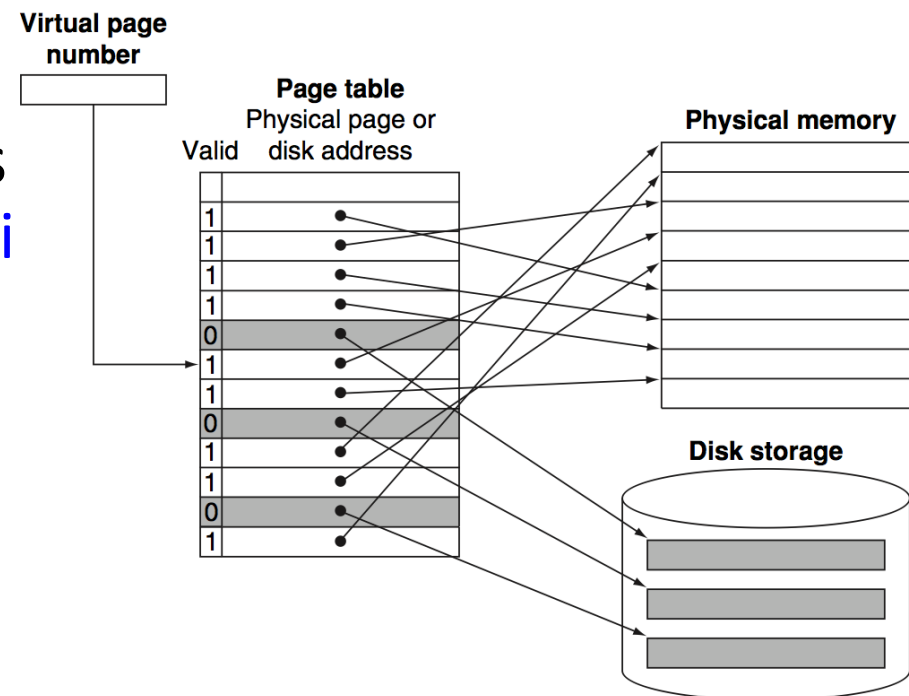 Virtual page
number
s
i
Page table
Physical page or
Valid disk address
1
1
1
1
0
1
1
0
1
1
0
1
Physical memory
Disk storage